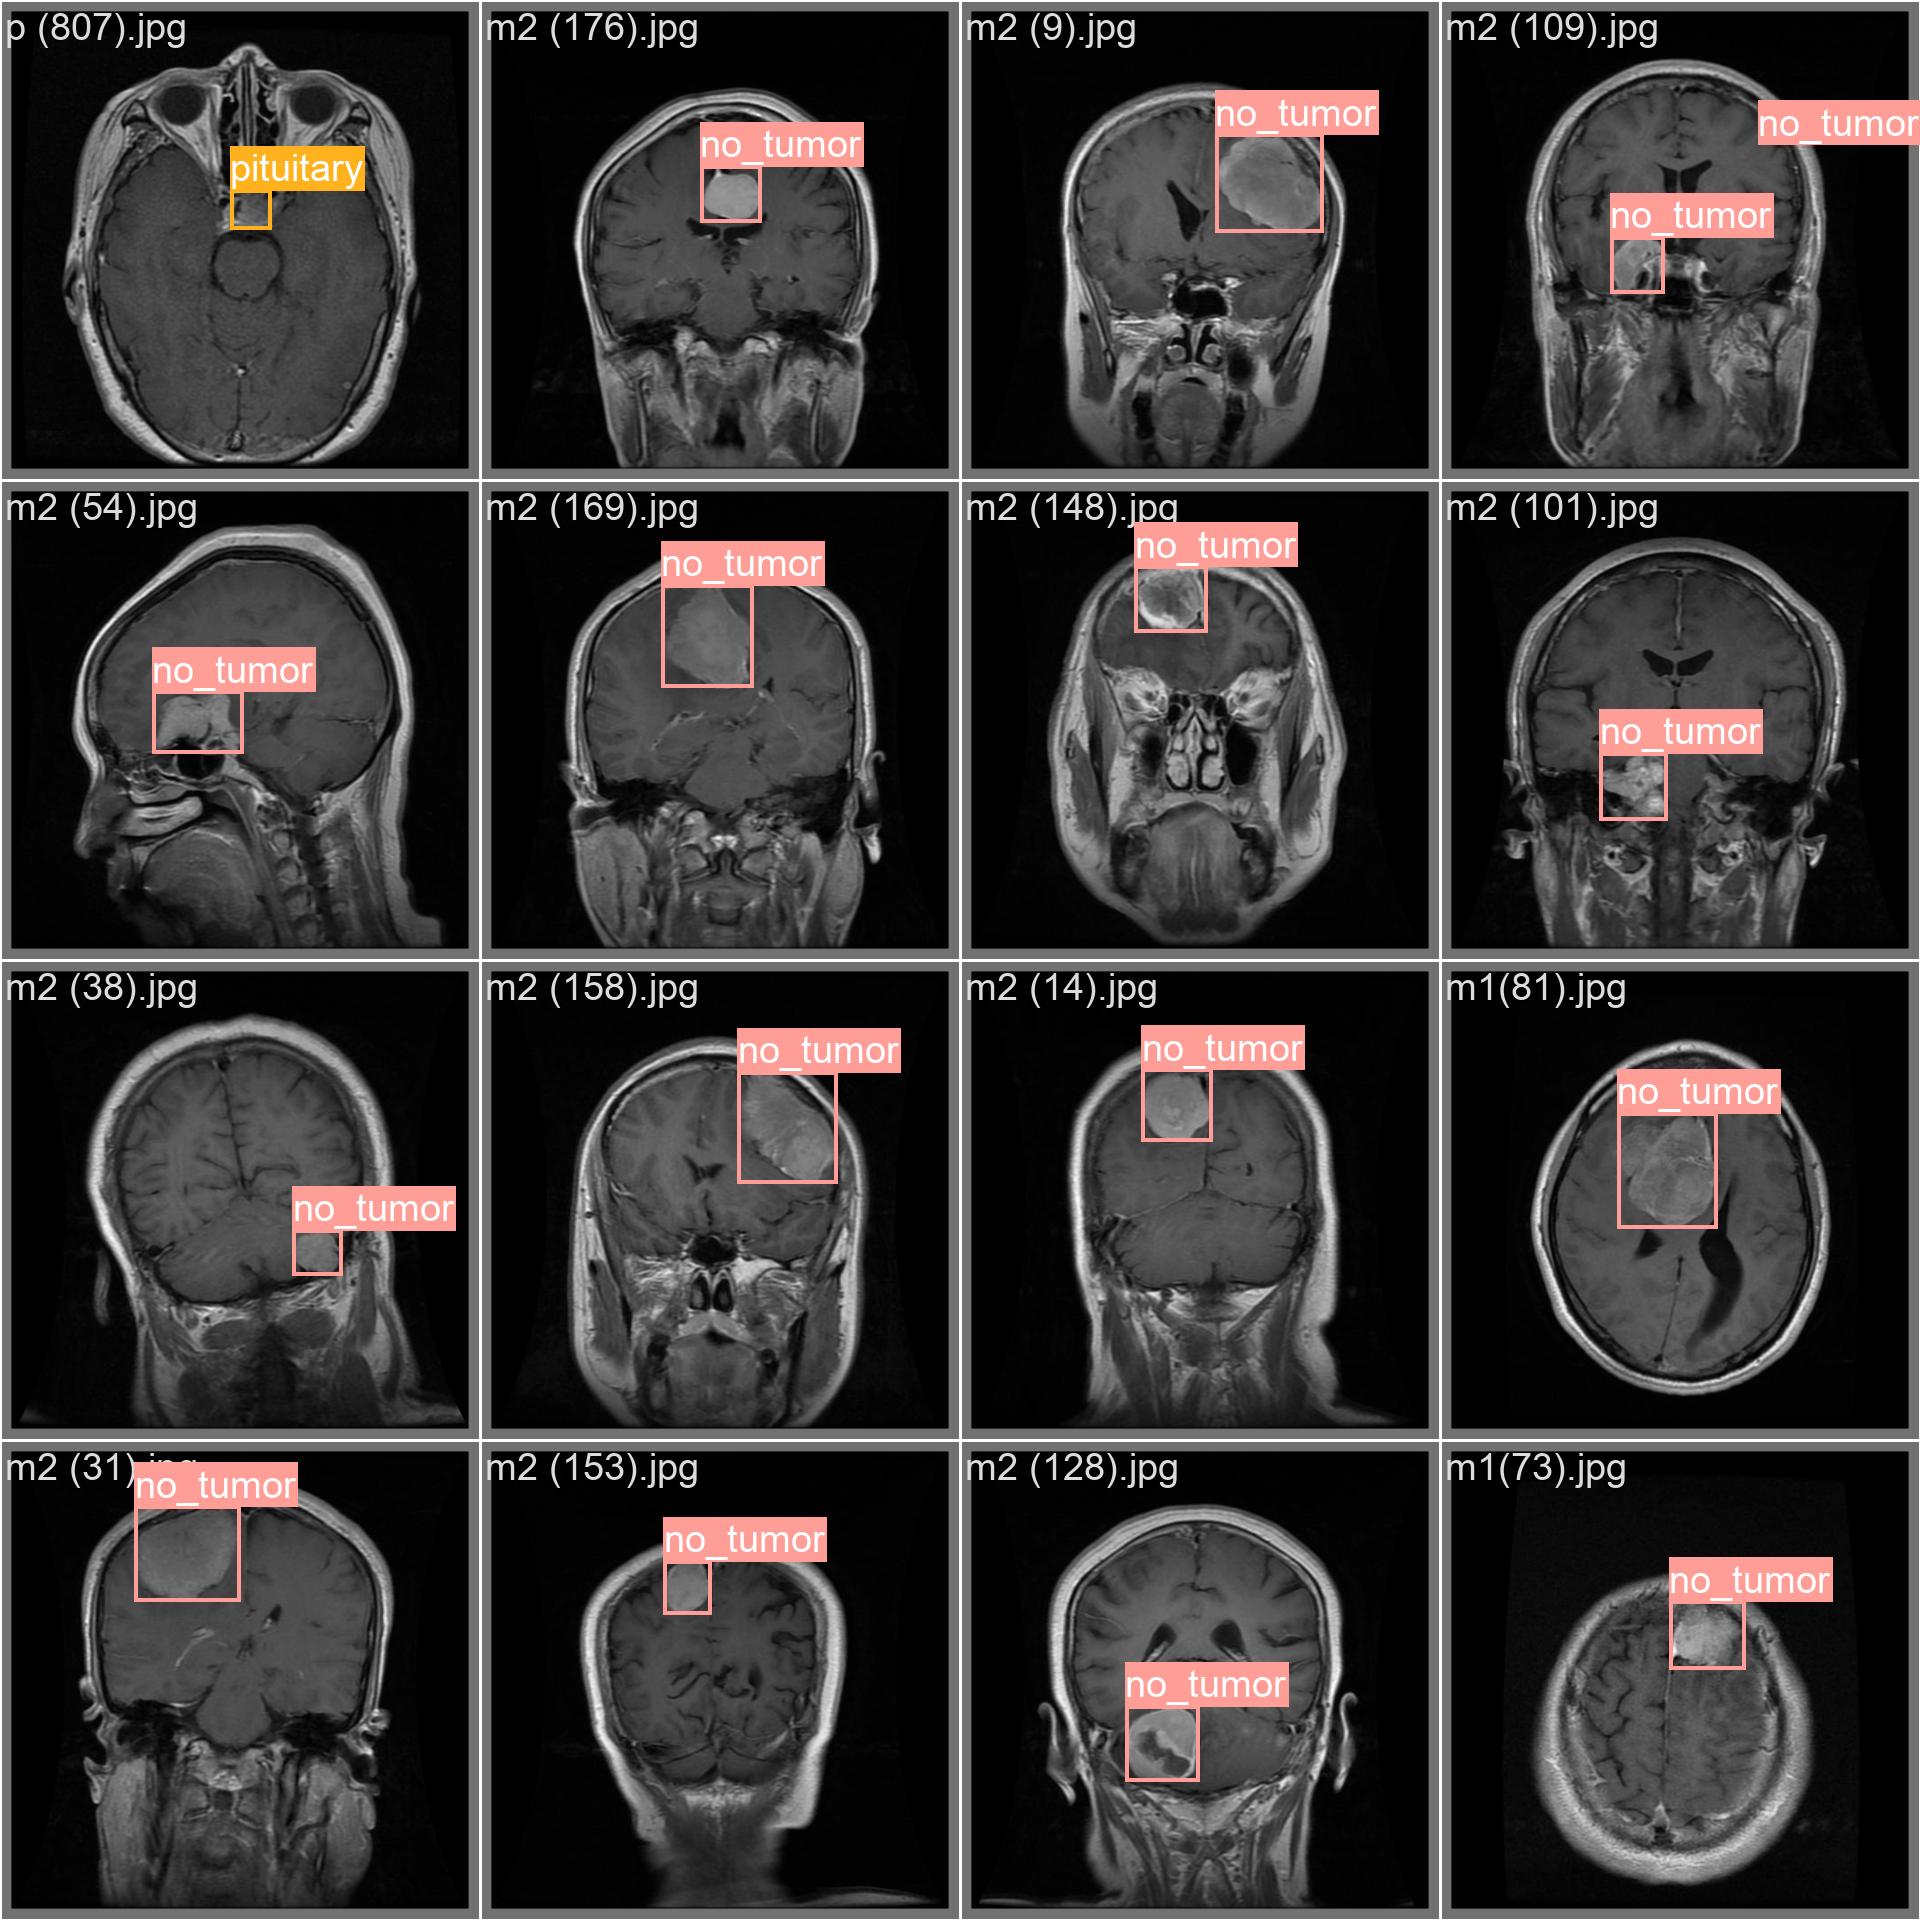 p (807).jpg
pituitary
m2 (176).jpg
no_tumor
m2 (9).jpg
no_tumor
m2 (109).jpg
no_tumor
no_tumor
m2 (54).jpg
no_tumor
m2 (169).jpg
no_tumor
m2 (148).jpg
no_tumor
m2 (101).jpg
no_tumor
m2 (38).jpg
no_tumor
m2 (158).jpg
no_tumor
m2 (14).jpg
no_tumor
m1(81).jpg
no_tumor
m2 (31).jpg
no_tumor
m2 (153).jpg
no_tumor
m2 (128).jpg
no_tumor
m1(73).jpg
no_tumor